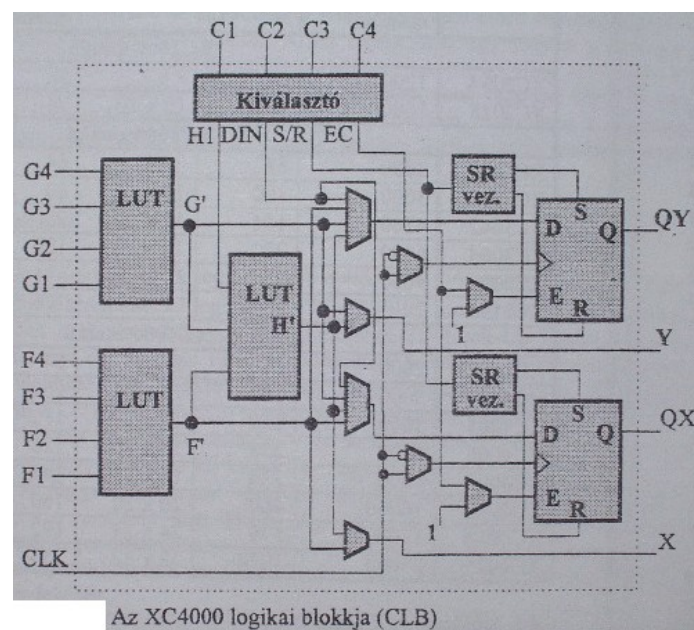 C1 C2 C3 C4
Kiválasztó
H1 DIN S/R EC
G4
G3
G2
G1
LUT
G'
F4
F3
F2
F1
LUT
F'
LUT
H'
SR
vez.
S
D
Q
E
R
QY
1
Y
SR
vez.
S
D
Q
E
R
QX
1
X
CLK
Az XC4000 logikai blokkja (CLB)